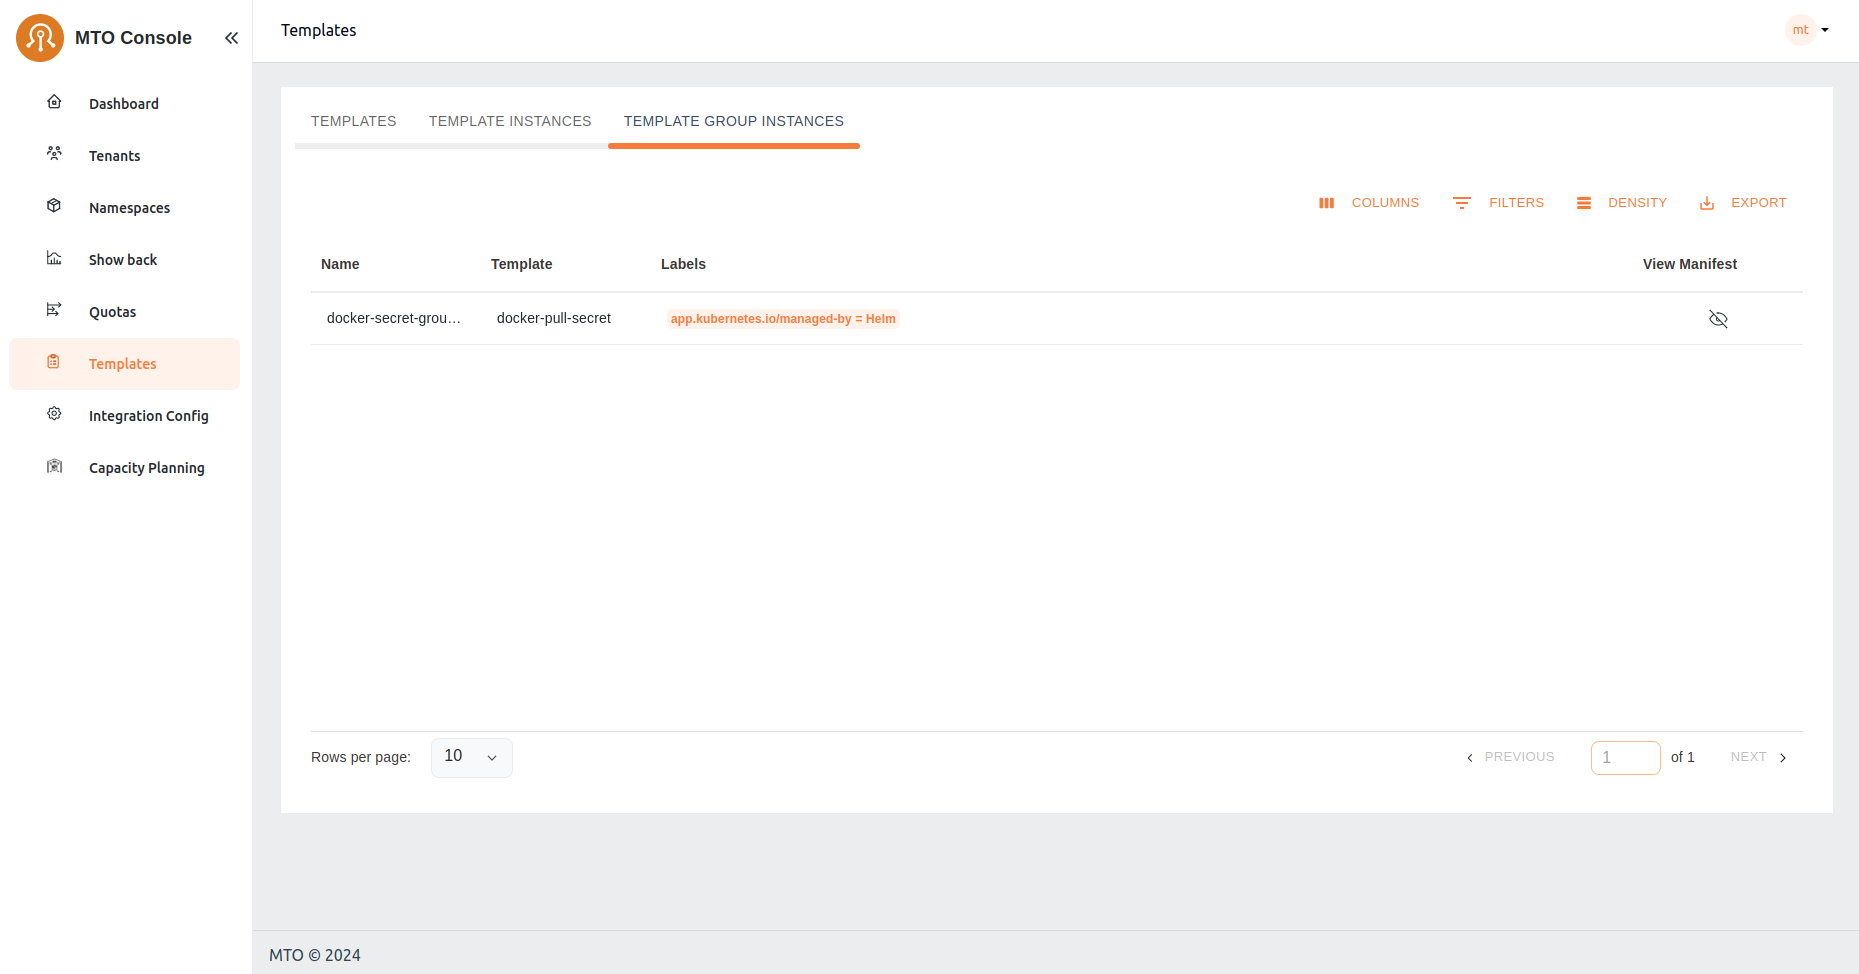 MTO Console
Dashboard
Tenants
Namespaces
Show back
Quotas
Templates
Integration Config
Capacity Planning
Templates
mt
TEMPLATES TEMPLATE INSTANCES TEMPLATE GROUP INSTANCES
COLUMNS FILTERS DENSITY EXPORT
Name Template Labels View Manifest
docker-secret-grou... docker-pull-secret app.kubernetes.io/managed-by = Helm
Rows per page: 10 PREVIOUS 1 of 1 NEXT
MTO © 2024